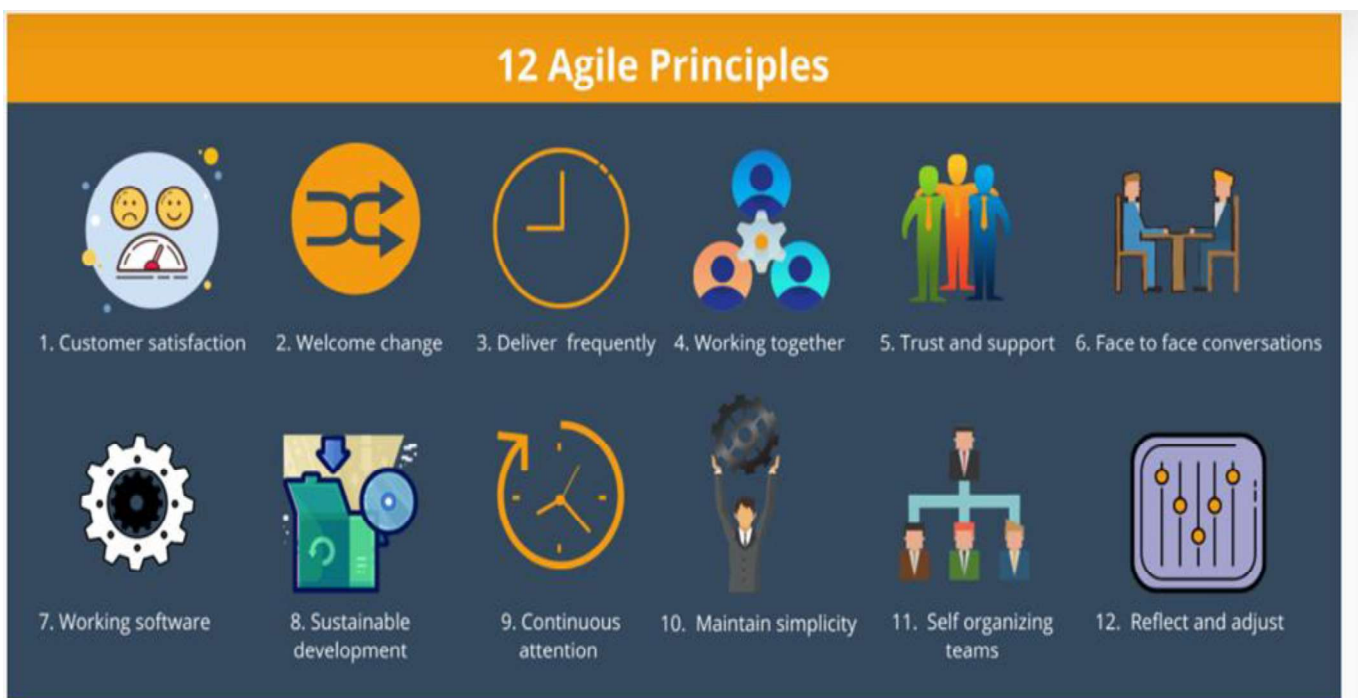 12 Agile Principles
1. Customer satisfaction
2. Welcome change
3. Deliver frequently
4. Working together
5. Trust and support
6. Face to face conversations
7. Working software
8. Sustainable
development
9. Continuous
attention
10. Maintain simplicity
11. Self organizing
teams
12. Reflect and adjust